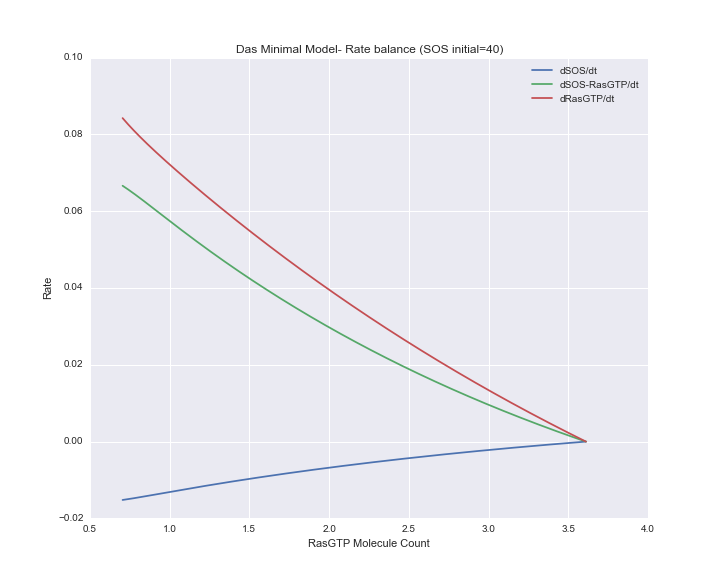 Das Minimal Model- Rate balance (SOS initial=40)
dSOS/dt
dSOS-RasGTP/dt
dRasGTP/dt
Rate
0.10
0.08
0.06
0.04
0.02
0.00
−0.02
0.5 1.0 1.5 2.0 2.5 3.0 3.5 4.0
RasGTP Molecule Count